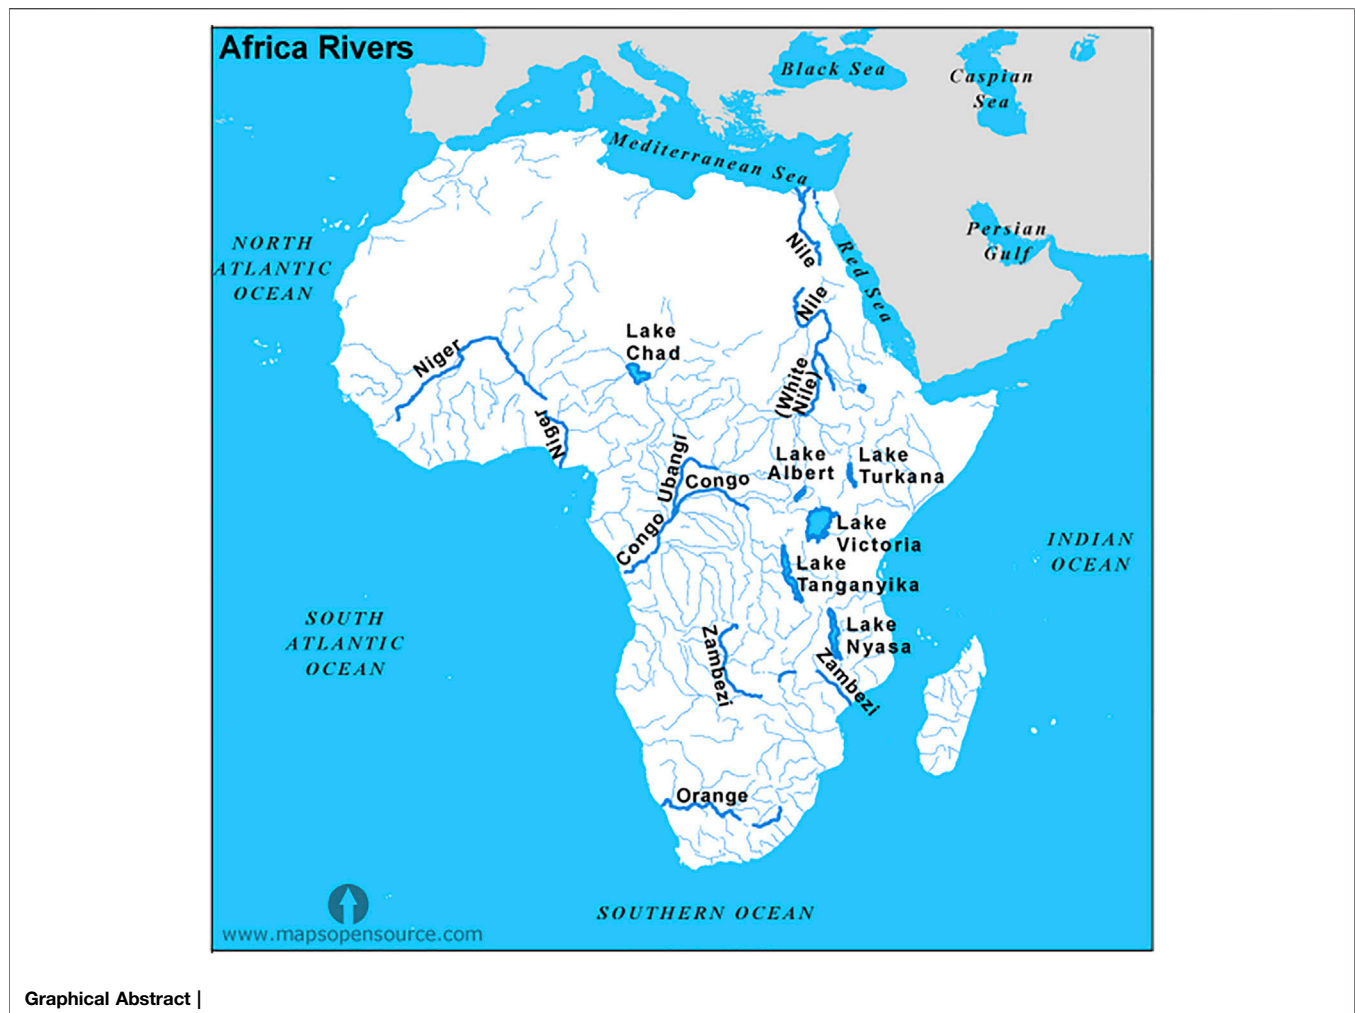 Africa Rivers
Black Sea
Caspian
Sea
Mediterranean Sea
NORTH
ATLANTIC
OCEAN
Persian
Gulf
Nile
Red Sea
Nile
Lake
Chad
Niger
(White
Nile)
Niger
Ubangi
Congo
Congo
Lake
Albert
Lake
Turkana
Lake
Victoria
Lake
Tanganyika
INDIAN
OCEAN
SOUTH
ATLANTIC
OCEAN
Lake
Nyasa
Zambezi
Zambezi
Orange
SOUTHERN OCEAN
www.mapsopensource.com
Graphical Abstract |